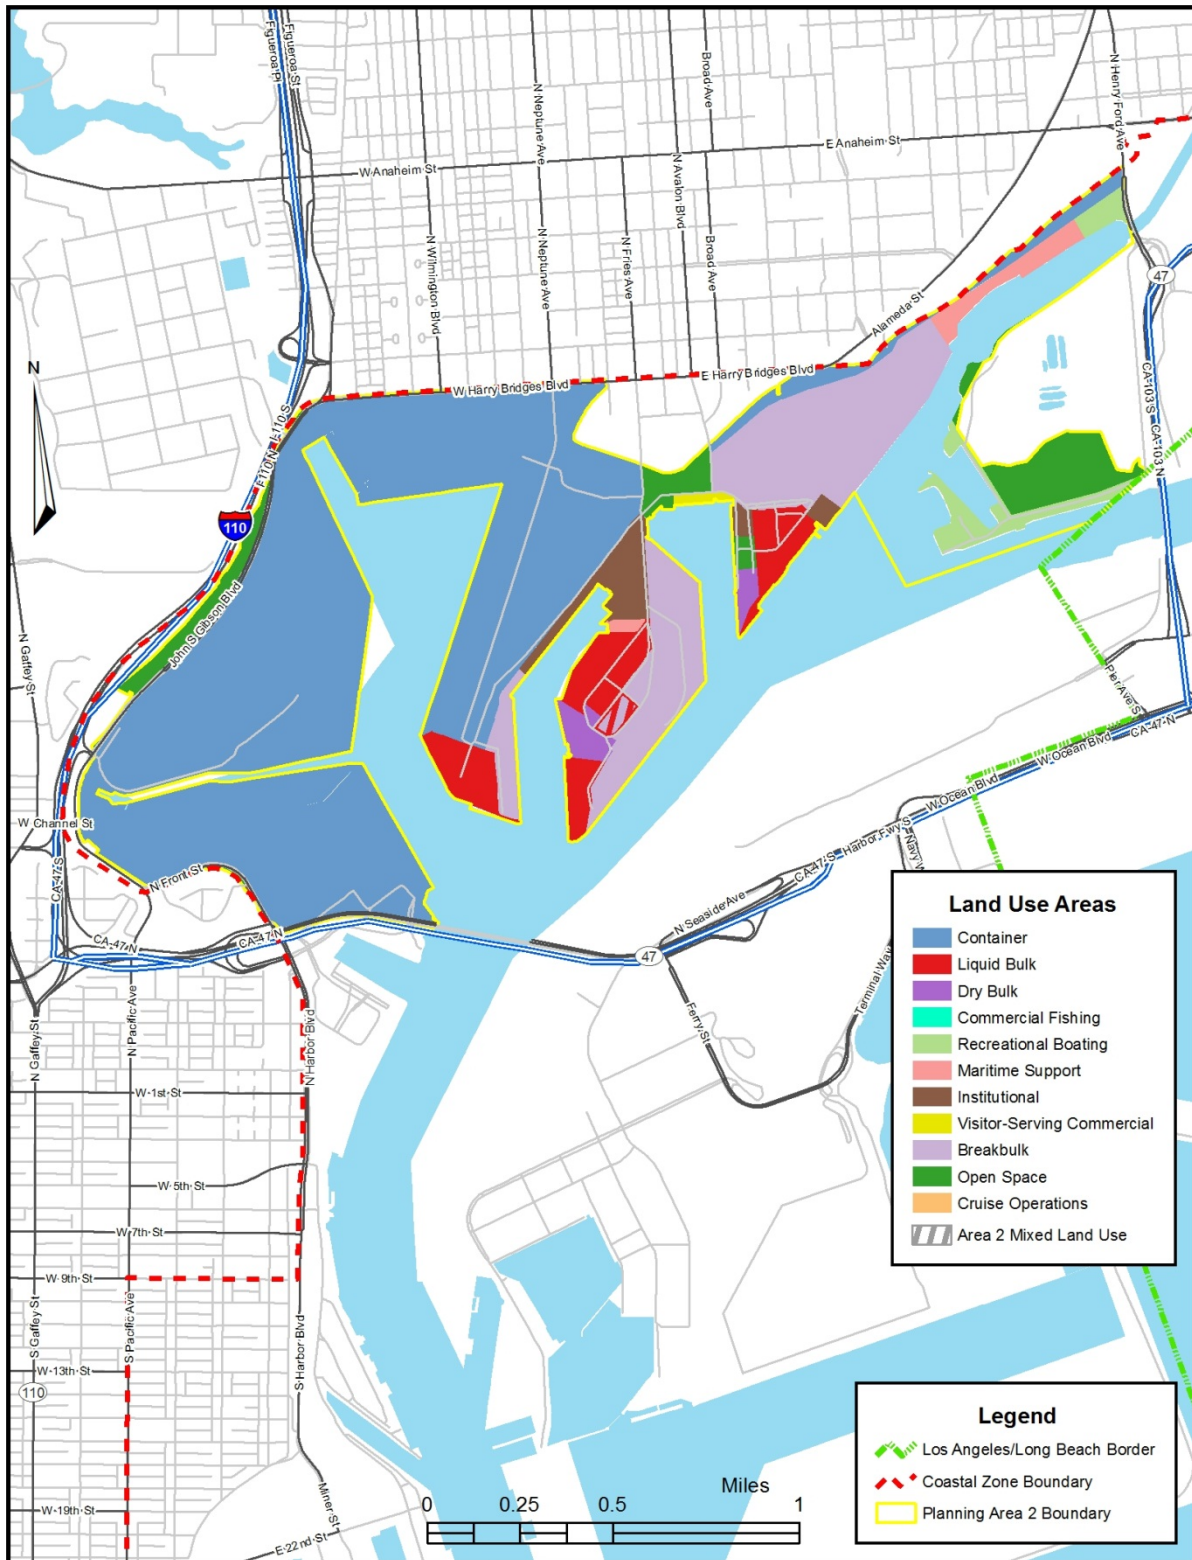 Figueroa Pl
Figueroa St
N Neptune Ave
Broad Ave
N Henry Ford Ave
E Anaheim St
W Anaheim St
N Wilmington Blvd
N Neptune Ave
N Fries Ave
N Avalon Blvd
Broad Ave
47
Alameda St
N
W Harry Bridges Blvd
E Harry Bridges Blvd
CA-103 S
CA-103 N
I-110 S
I-110 N
110
John S Gibson Blvd
N Gaffey St
Pier Ave S
CA-47 N
W Ocean Blvd
W Ocean Blvd
W Channel St
Harbor Fwy S
CA-47 S
CA-47 S
N Front St
N Seaside Ave
CA-47 N
CA-47 N
47
Ferry St
Terminal Way
N Gaffey St
N Pacific Ave
N Harbor Blvd
W 1st St
W 5th St
W 7th St
W 9th St
S Gaffey St
S Pacific Ave
S Harbor Blvd
W 13th St
110
W 19th St
Miner St
E 22nd St
Land Use Areas
Container
Liquid Bulk
Dry Bulk
Commercial Fishing
Recreational Boating
Maritime Support
Institutional
Visitor-Serving Commercial
Breakbulk
Open Space
Cruise Operations
Area 2 Mixed Land Use
Legend
Los Angeles/Long Beach Border
Coastal Zone Boundary
Planning Area 2 Boundary
Miles
0 0.25 0.5 1